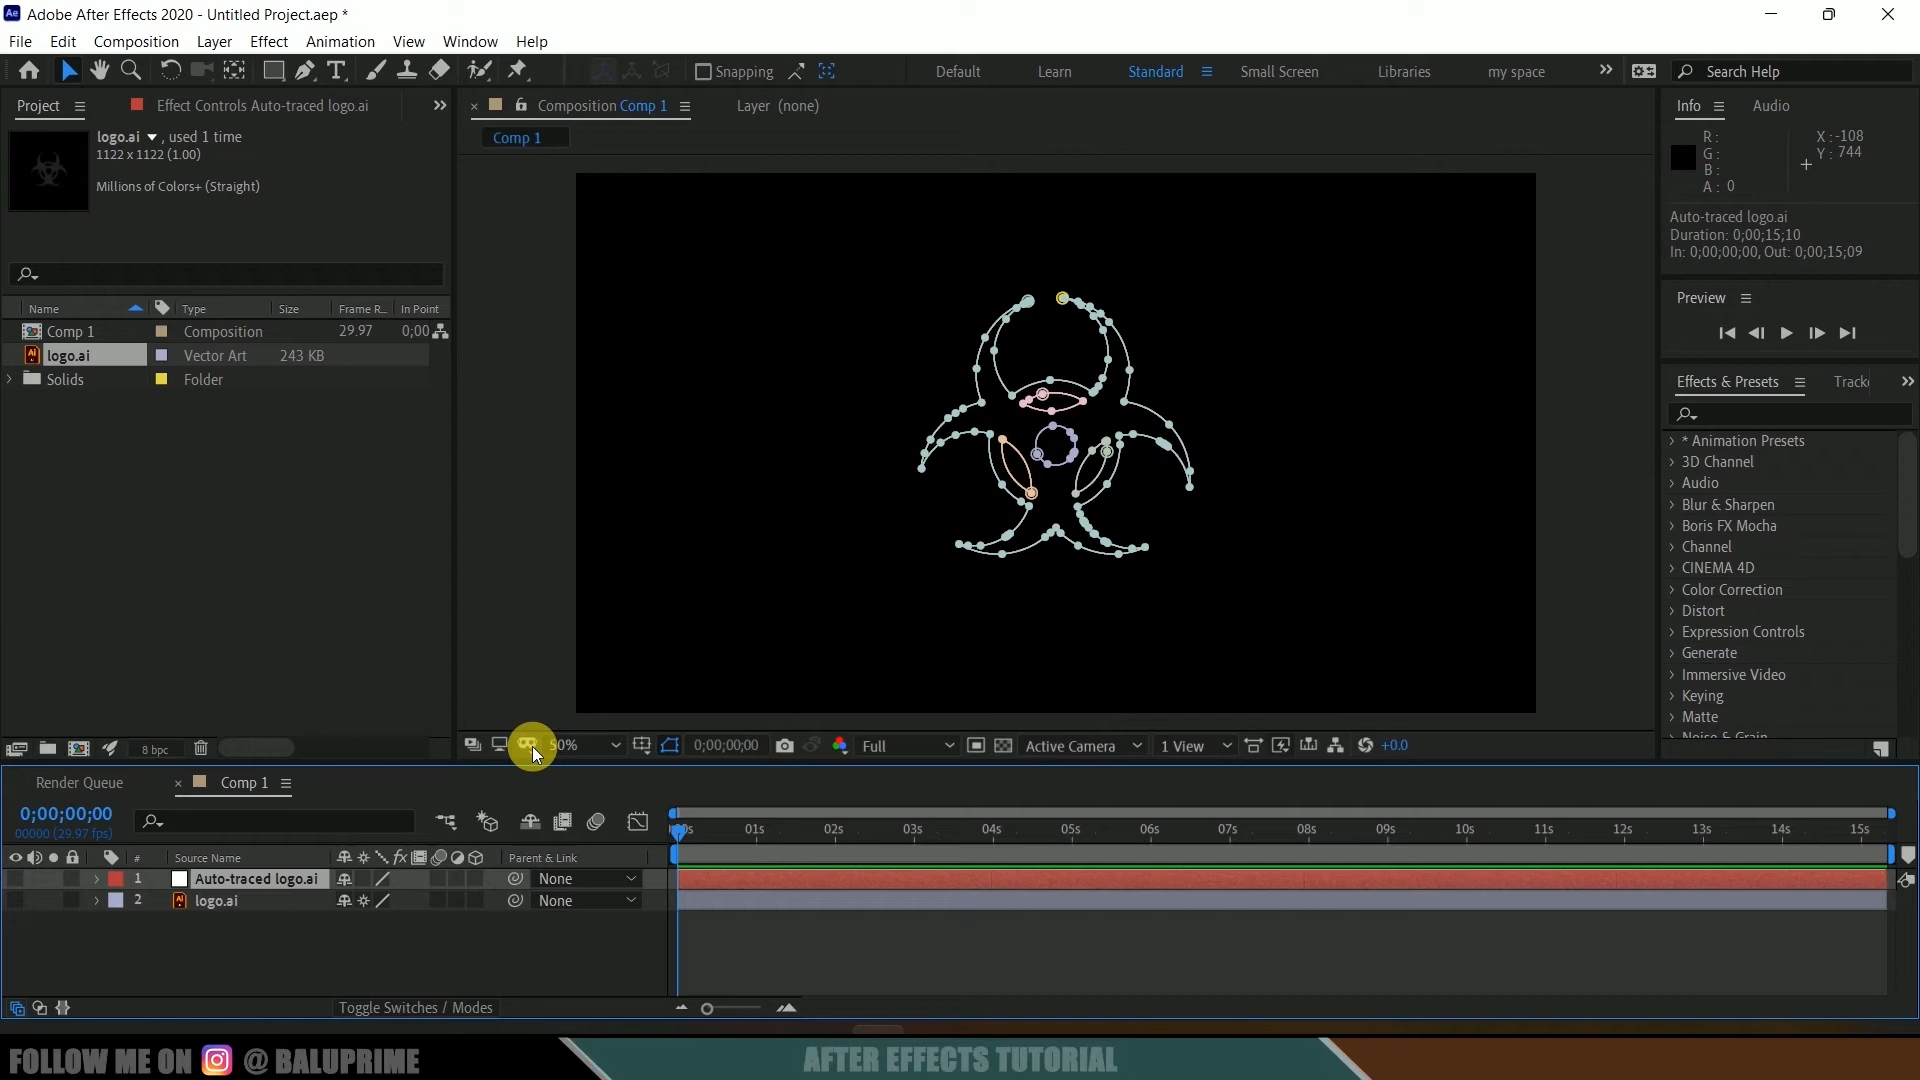 Ae Adobe After Effects 2020 - Untitled Project.aep *
File Edit Composition Layer Effect Animation View Window Help
Snapping Default Learn Standard Small Screen Libraries my space Search Help
Project Effect Controls Auto-traced logo.ai
Composition Comp 1 Layer (none)
Comp 1
logo.ai , used 1 time
1122 x 1122 (1.00)
Millions of Colors+ (Straight)
Name Type Size Frame R... In Point
Comp 1 Composition 29.97 0;00
logo.ai Vector Art 243 KB
Solids Folder
8 bpc
50% 0;00;00;00 Full Active Camera 1 View +0.0
Info Audio
R :
G :
B :
A : 0
X : -108
Y : 744
Auto-traced logo.ai
Duration: 0;00;15;10
In: 0;00;00;00, Out: 0;00;15;09
Preview
Effects & Presets Tracke
* Animation Presets
3D Channel
Audio
Blur & Sharpen
Boris FX Mocha
Channel
CINEMA 4D
Color Correction
Distort
Expression Controls
Generate
Immersive Video
Keying
Matte
Noise & Grain
Render Queue Comp 1
0;00;00;00
00000 (29.97 fps)
01s 02s 03s 04s 05s 06s 07s 08s 09s 10s 11s 12s 13s 14s 15s
# Source Name fx Parent & Link
1 Auto-traced logo.ai None
2 logo.ai None
Toggle Switches / Modes
FOLLOW ME ON @ BALUPRIME
AFTER EFFECTS TUTORIAL